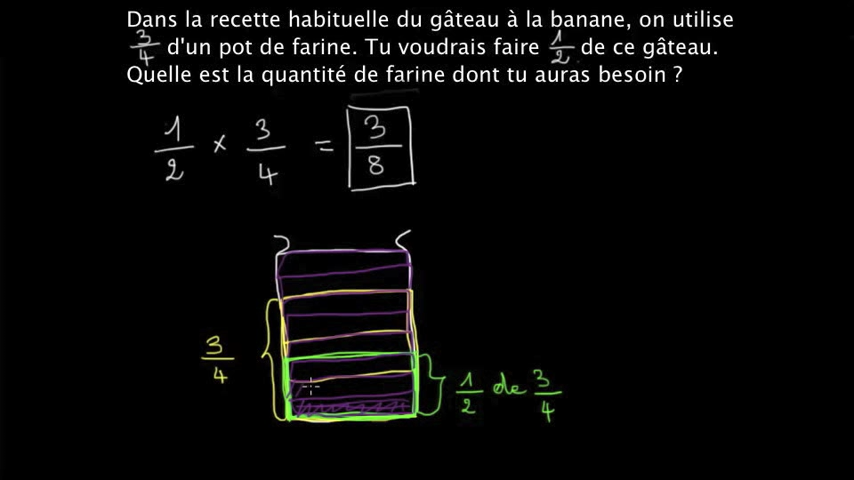 Dans la recette habituelle du gâteau à la banane, on utilise
3/4 d'un pot de farine. Tu voudrais faire 1/2 de ce gâteau.
Quelle est la quantité de farine dont tu auras besoin ?
1/2 × 3/4 = 3/8
3/4
1/2 de 3/4